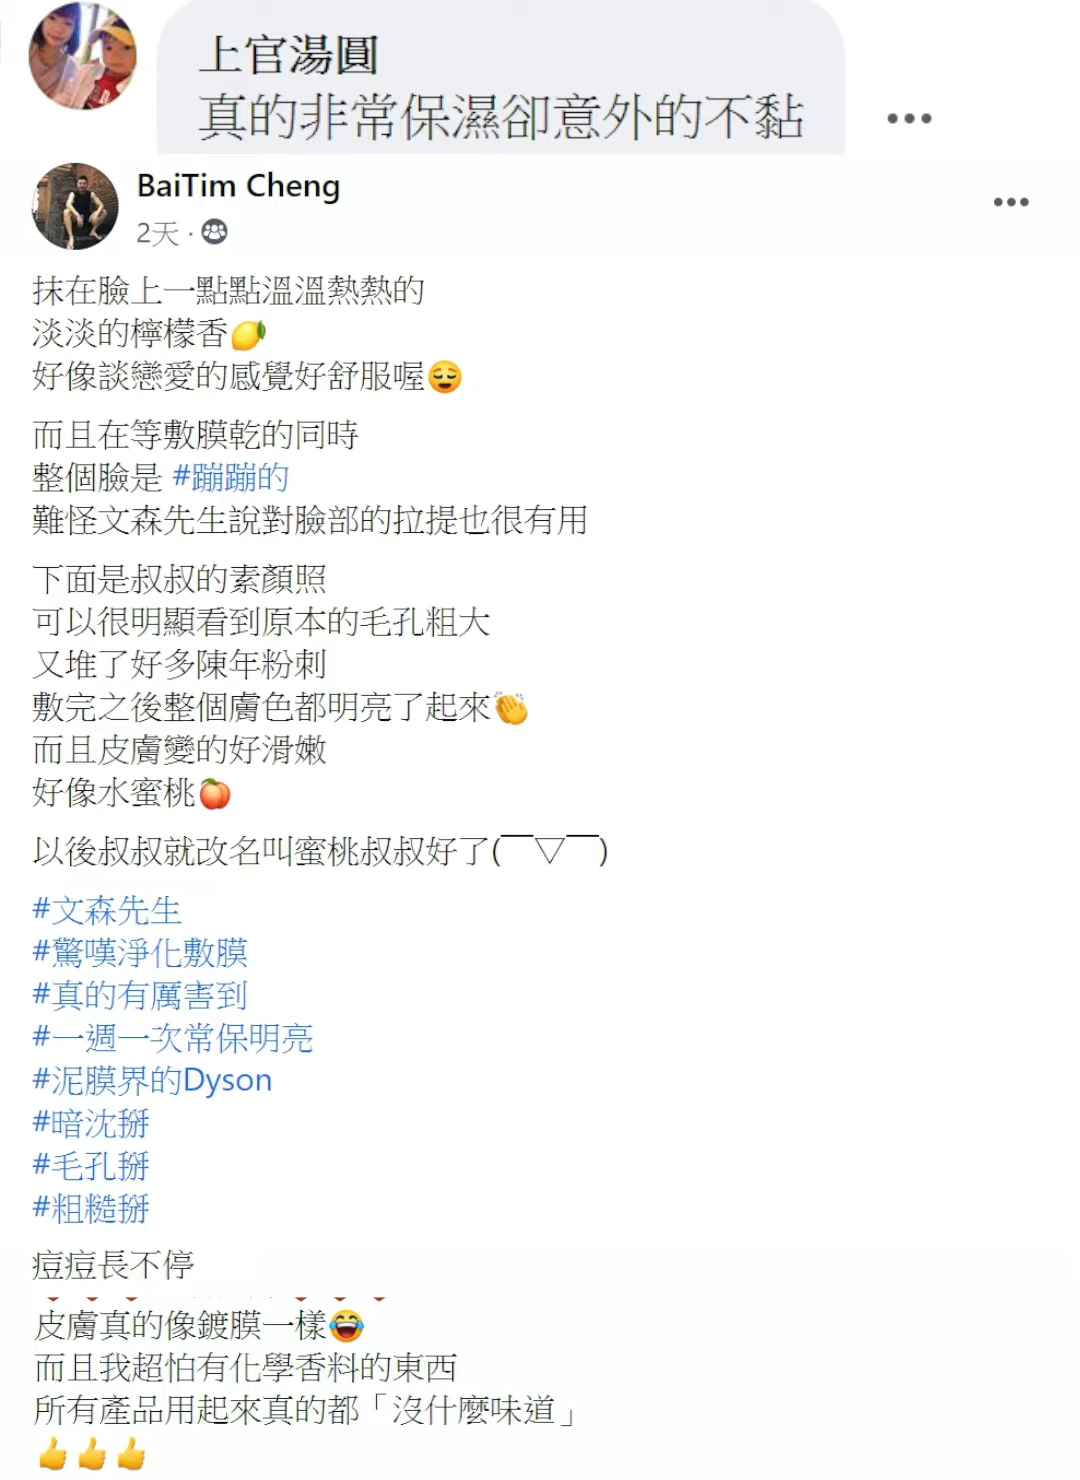 上官湯圓
真的非常保濕卻意外的不黏
BaiTim Cheng
2天
抹在臉上一點點溫溫熱熱的
淡淡的檸檬香🍋
好像談戀愛的感覺好舒服喔😌
而且在等敷膜乾的同時
整個臉是 #蹦蹦的
難怪文森先生說對臉部的拉提也很有用
下面是叔叔的素顏照
可以很明顯看到原本的毛孔粗大
又堆了好多陳年粉刺
敷完之後整個膚色都明亮了起來👏
而且皮膚變的好滑嫩
好像水蜜桃🍑
以後叔叔就改名叫蜜桃叔叔好了(￣▽￣)
#文森先生
#驚嘆淨化敷膜
#真的有厲害到
#一週一次常保明亮
#泥膜界的Dyson
#暗沈掰
#毛孔掰
#粗糙掰
痘痘長不停
皮膚真的像鍍膜一樣😂
而且我超怕有化學香料的東西
所有產品用起來真的都「沒什麼味道」
👍👍👍